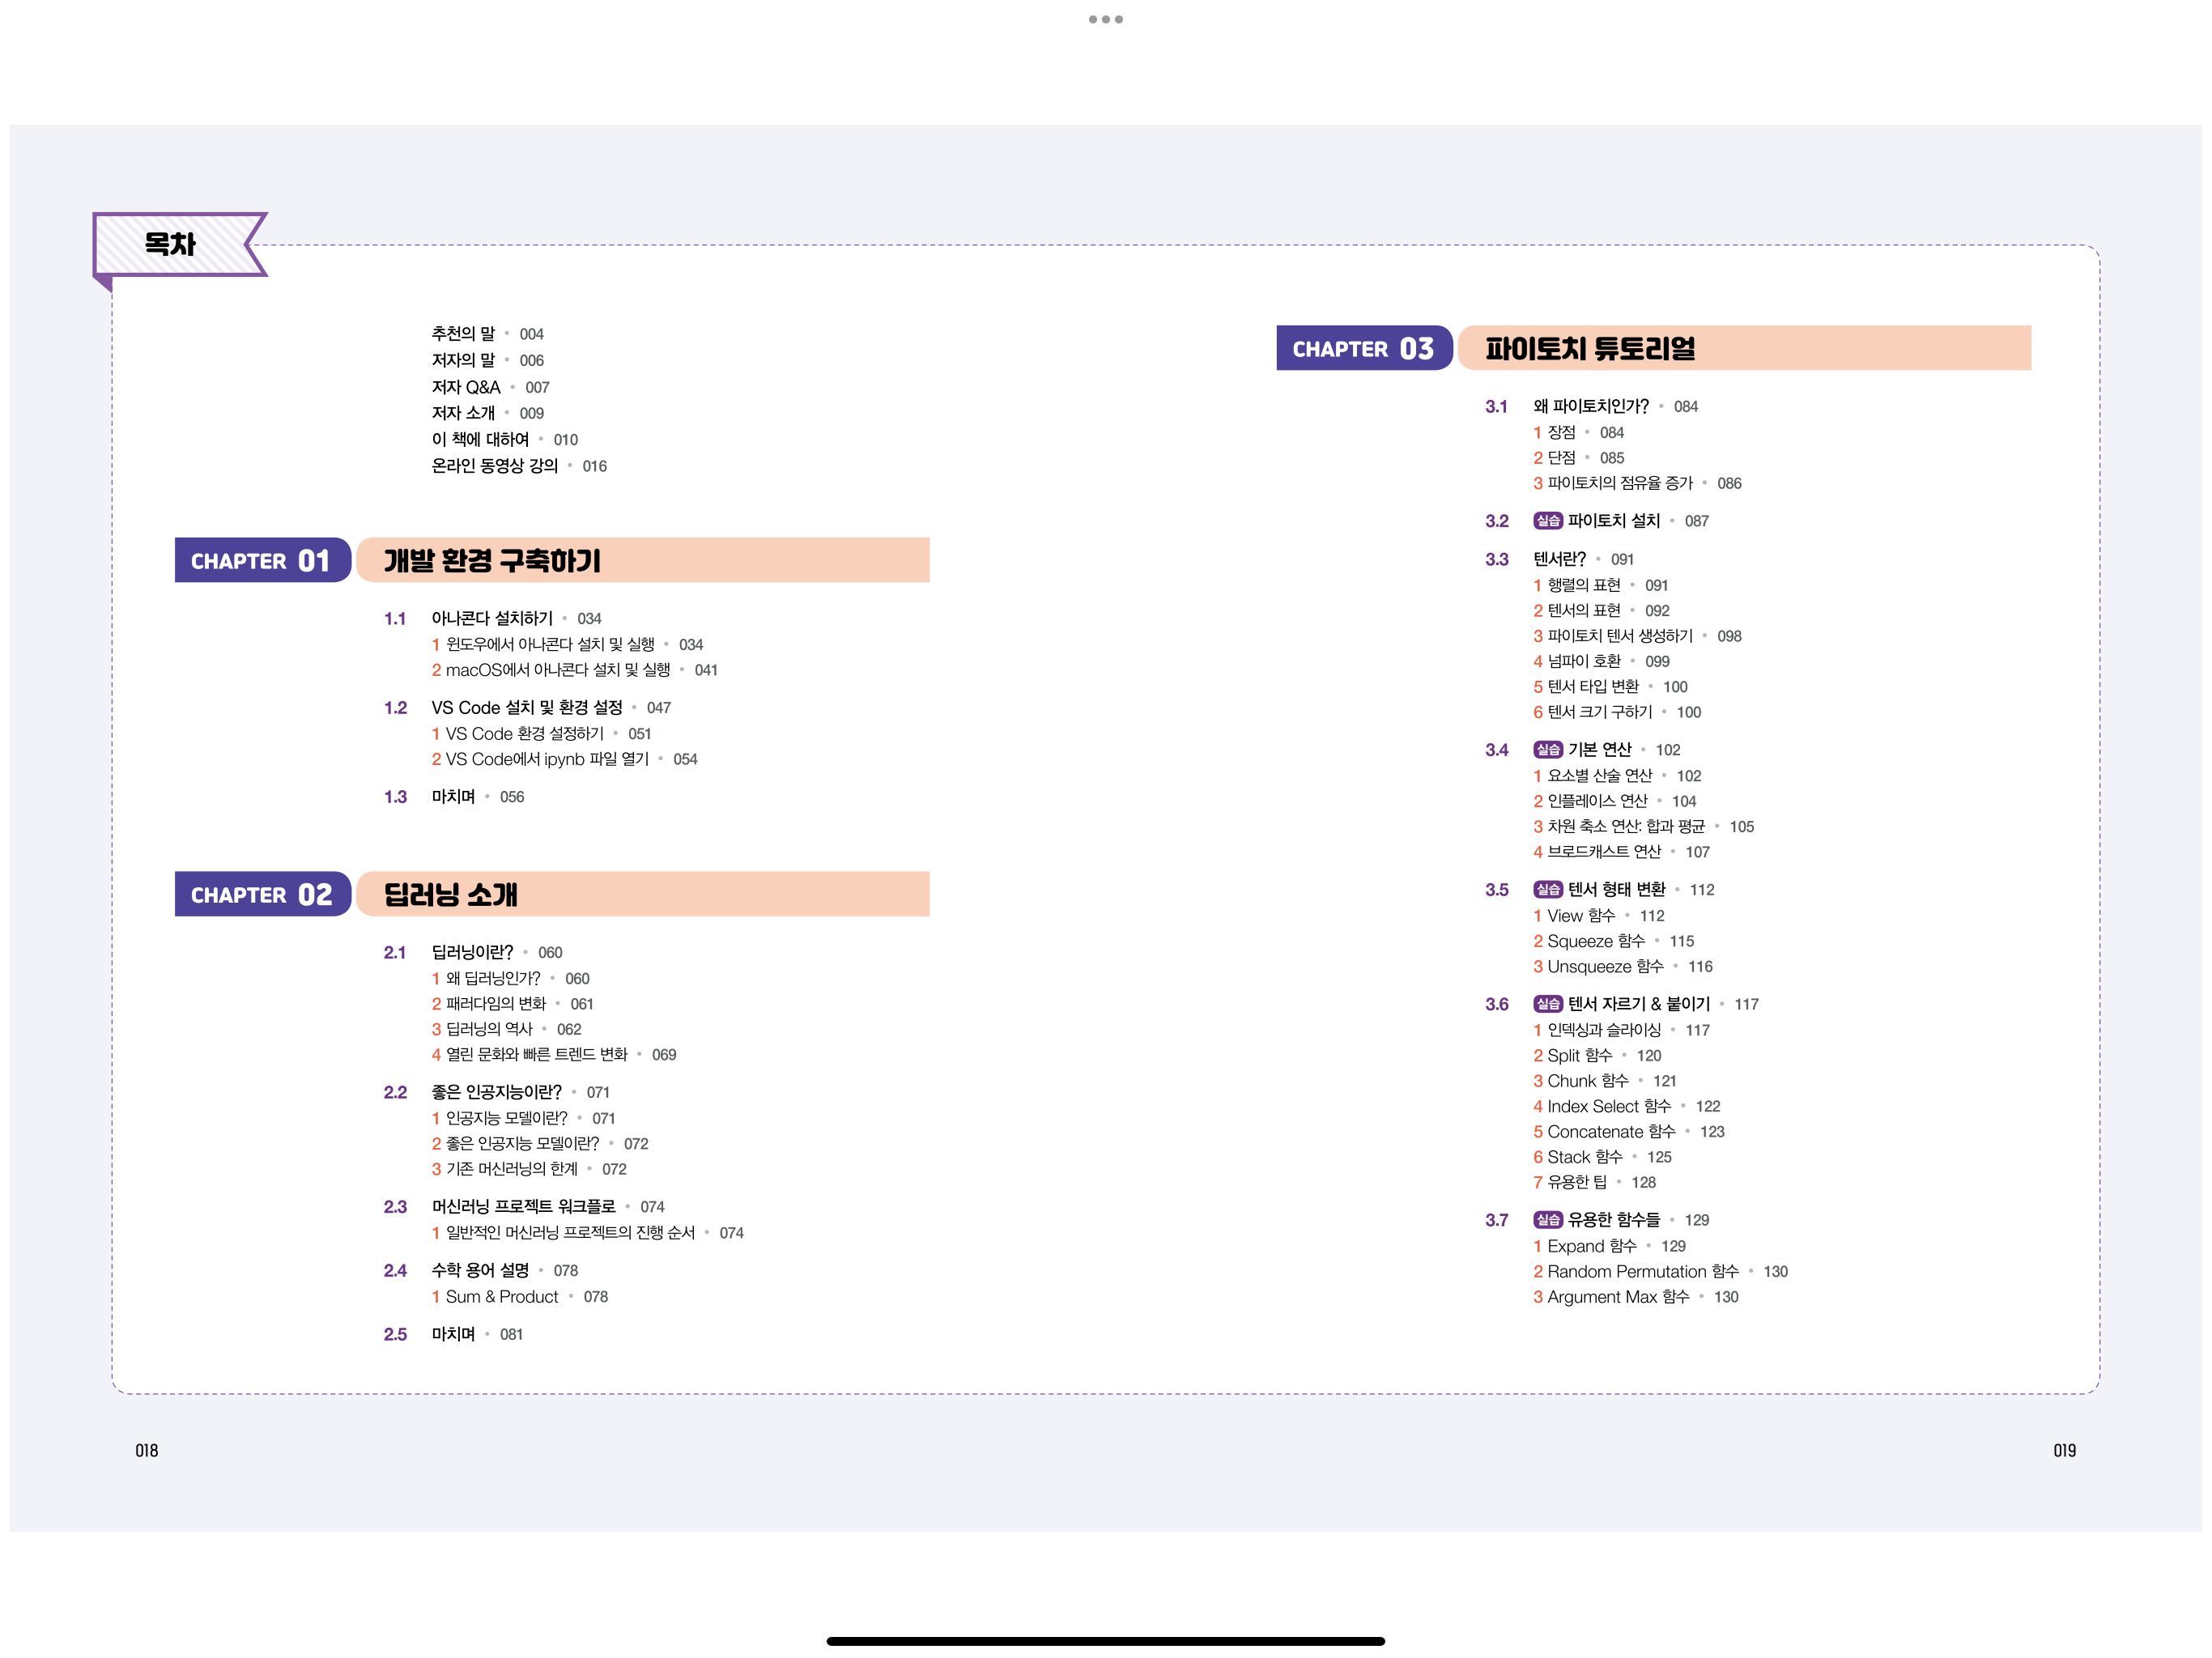 목차
추천의 말 • 004
저자의 말 • 006
저자 Q&A • 007
저자 소개 • 009
이 책에 대하여 • 010
온라인 동영상 강의 • 016
CHAPTER 01 개발 환경 구축하기
1.1 아나콘다 설치하기 • 034
1 윈도우에서 아나콘다 설치 및 실행 • 034
2 macOS에서 아나콘다 설치 및 실행 • 041
1.2 VS Code 설치 및 환경 설정 • 047
1 VS Code 환경 설정하기 • 051
2 VS Code에서 ipynb 파일 열기 • 054
1.3 마치며 • 056
CHAPTER 02 딥러닝 소개
2.1 딥러닝이란? • 060
1 왜 딥러닝인가? • 060
2 패러다임의 변화 • 061
3 딥러닝의 역사 • 062
4 열린 문화와 빠른 트렌드 변화 • 069
2.2 좋은 인공지능이란? • 071
1 인공지능 모델이란? • 071
2 좋은 인공지능 모델이란? • 072
3 기존 머신러닝의 한계 • 072
2.3 머신러닝 프로젝트 워크플로 • 074
1 일반적인 머신러닝 프로젝트의 진행 순서 • 074
2.4 수학 용어 설명 • 078
1 Sum & Product • 078
2.5 마치며 • 081
018
CHAPTER 03 파이토치 튜토리얼
3.1 왜 파이토치인가? • 084
1 장점 • 084
2 단점 • 085
3 파이토치의 점유율 증가 • 086
3.2 실습 파이토치 설치 • 087
3.3 텐서란? • 091
1 행렬의 표현 • 091
2 텐서의 표현 • 092
3 파이토치 텐서 생성하기 • 098
4 넘파이 호환 • 099
5 텐서 타입 변환 • 100
6 텐서 크기 구하기 • 100
3.4 실습 기본 연산 • 102
1 요소별 산술 연산 • 102
2 인플레이스 연산 • 104
3 차원 축소 연산: 합과 평균 • 105
4 브로드캐스트 연산 • 107
3.5 실습 텐서 형태 변환 • 112
1 View 함수 • 112
2 Squeeze 함수 • 115
3 Unsqueeze 함수 • 116
3.6 실습 텐서 자르기 & 붙이기 • 117
1 인덱싱과 슬라이싱 • 117
2 Split 함수 • 120
3 Chunk 함수 • 121
4 Index Select 함수 • 122
5 Concatenate 함수 • 123
6 Stack 함수 • 125
7 유용한 팁 • 128
3.7 실습 유용한 함수들 • 129
1 Expand 함수 • 129
2 Random Permutation 함수 • 130
3 Argument Max 함수 • 130
019